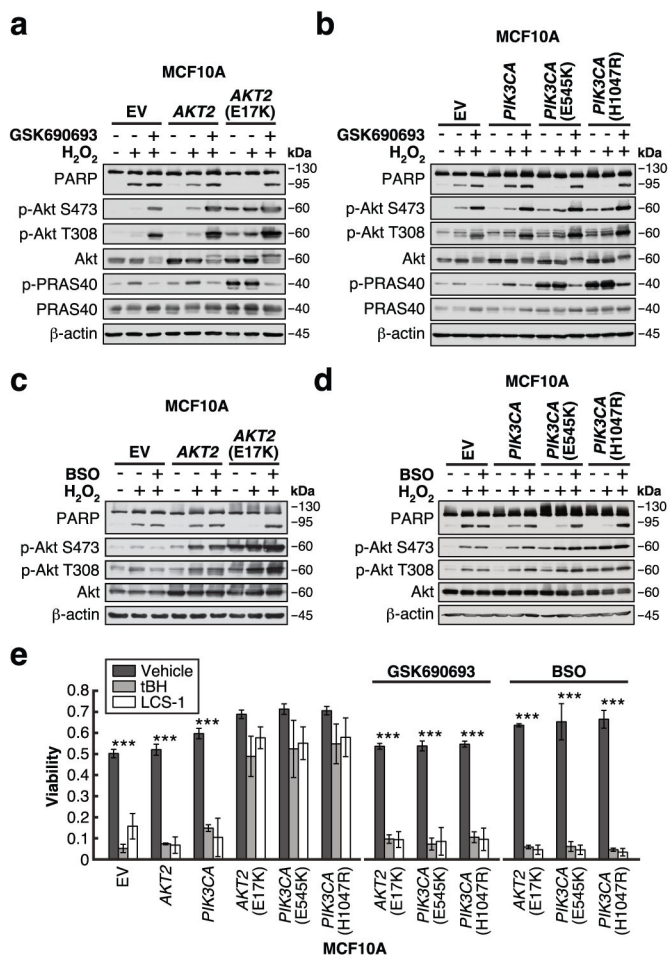 a
MCF10A
EV AKT2 AKT2 (E17K)
GSK690693 - - + - - + - - +
H2O2 - + + - + + - + + kDa
PARP -130
-95
p-Akt S473 -60
p-Akt T308 -60
Akt -60
p-PRAS40 -40
PRAS40 -40
β-actin -45
b
MCF10A
EV PIK3CA PIK3CA (E545K) PIK3CA (H1047R)
GSK690693 - - + - - + - - + - - +
H2O2 - + + - + + - + + - + + kDa
PARP -130
-95
p-Akt S473 -60
p-Akt T308 -60
Akt -60
p-PRAS40 -40
PRAS40 -40
β-actin -45
c
MCF10A
EV AKT2 AKT2 (E17K)
BSO - - + - - + - - +
H2O2 - + + - + + - + + kDa
PARP -130
-95
p-Akt S473 -60
p-Akt T308 -60
Akt -60
β-actin -45
d
MCF10A
EV PIK3CA PIK3CA (E545K) PIK3CA (H1047R)
BSO - - + - - + - - + - - +
H2O2 - + + - + + - + + - + + kDa
PARP -130
-95
p-Akt S473 -60
p-Akt T308 -60
Akt -60
β-actin -45
e
Vehicle
tBH
LCS-1
GSK690693 BSO
Viability
0.8
0.7
0.6
0.5
0.4
0.3
0.2
0.1
0
*** *** *** *** *** *** *** *** ***
EV AKT2 PIK3CA AKT2 (E17K) PIK3CA (E545K) PIK3CA (H1047R) AKT2 (E17K) PIK3CA (E545K) PIK3CA (H1047R) AKT2 (E17K) PIK3CA (E545K) PIK3CA (H1047R)
MCF10A